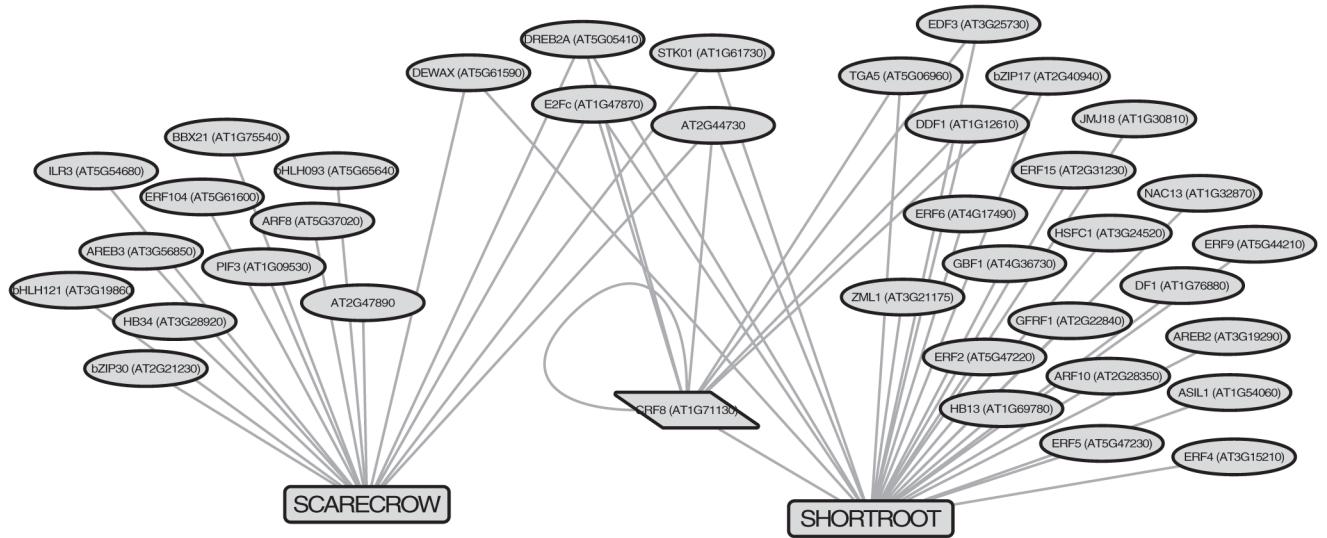 EDF3 (AT3G25730)
DREB2A (AT5G05410)
STK01 (AT1G61730)
DEWAX (AT5G61590)
TGA5 (AT5G06960)
bZIP17 (AT2G40940)
E2Fc (AT1G47870)
AT2G44730
DDF1 (AT1G12610)
JMJ18 (AT1G30810)
BBX21 (AT1G75540)
ILR3 (AT5G54680)
bHLH093 (AT5G65640)
ERF15 (AT2G31230)
ERF104 (AT5G61600)
NAC13 (AT1G32870)
ARF8 (AT5G37020)
ERF6 (AT4G17490)
HSFC1 (AT3G24520)
ERF9 (AT5G44210)
AREB3 (AT3G56850)
PIF3 (AT1G09530)
GBF1 (AT4G36730)
bHLH121 (AT3G19860
DF1 (AT1G76880)
AT2G47890
ZML1 (AT3G21175)
HB34 (AT3G28920)
GFRF1 (AT2G22840)
AREB2 (AT3G19290)
ERF2 (AT5G47220)
bZIP30 (AT2G21230)
ARF10 (AT2G28350)
ASIL1 (AT1G54060)
CRF8 (AT1G71130)
HB13 (AT1G69780)
ERF5 (AT5G47230)
ERF4 (AT3G15210)
SCARECROW
SHORTROOT